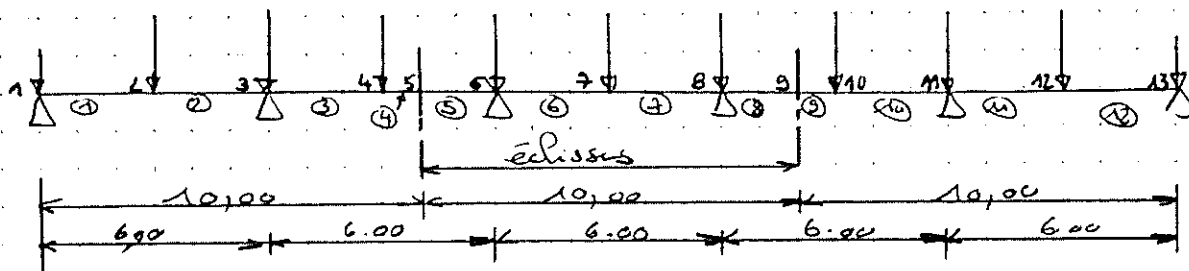 1 2 3 4 5 6 7 8 9 10 11 12 13
① ② ③ ④ ⑤ ⑥ ⑦ ⑧ ⑨ ⑩ ⑪ ⑫
éclisses
10,00 10,00 10,00
6,00 6.00 6.00 6.00 6.00